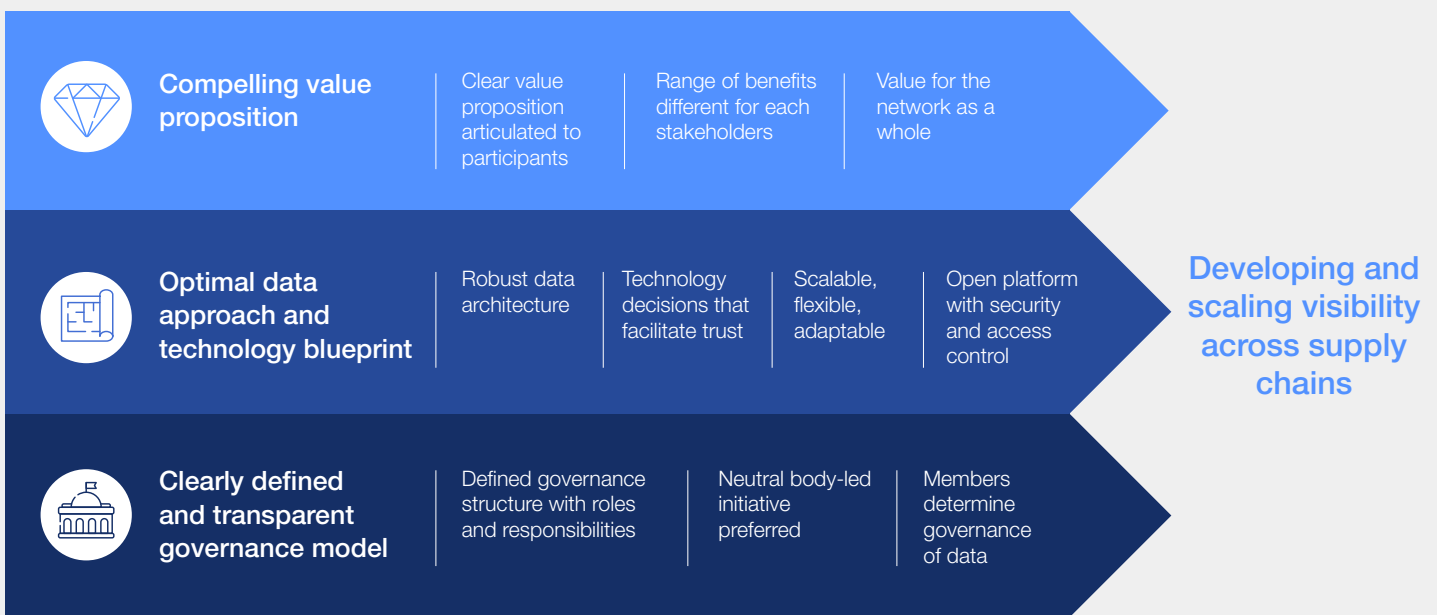 Compelling value
proposition
Clear value
proposition
articulated to
participants
Range of benefits
different for each
stakeholders
Value for the
network as a
whole
Optimal data
approach and
technology blueprint
Robust data
architecture
Technology
decisions that
facilitate trust
Scalable,
flexible,
adaptable
Open platform
with security
and access
control
Clearly defined
and transparent
governance model
Defined governance
structure with roles
and responsibilities
Neutral body-led
initiative
preferred
Members
determine
governance
of data
Developing and
scaling visibility
across supply
chains